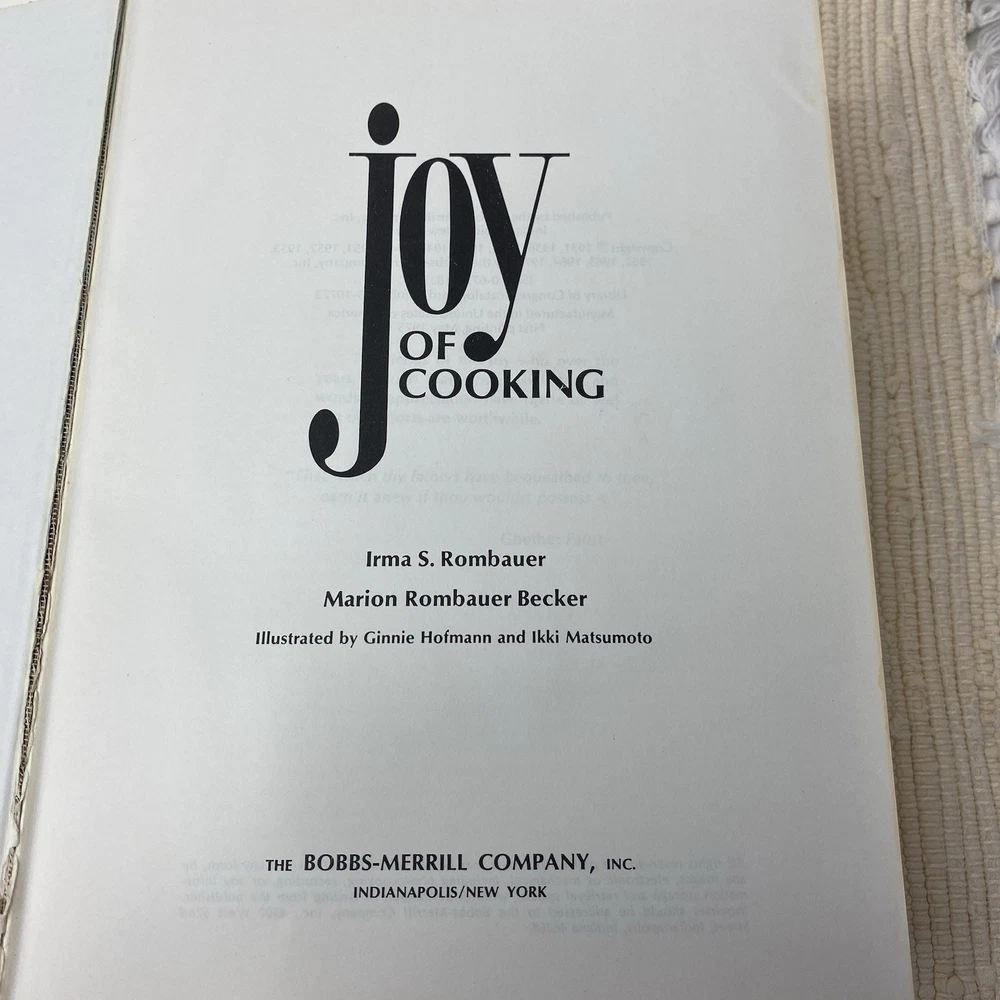 joy
OF
COOKING
Irma S. Rombauer
Marion Rombauer Becker
Illustrated by Ginnie Hofmann and Ikki Matsumoto
THE BOBBS-MERRILL COMPANY, INC.
INDIANAPOLIS/NEW YORK